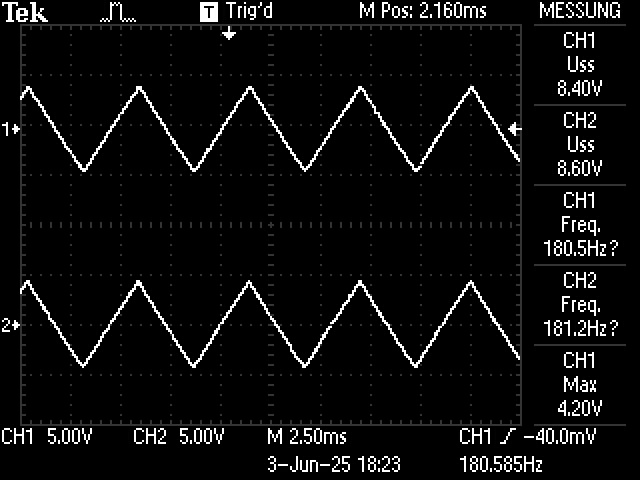 Tek T Trig'd M Pos: 2.160ms MESSUNG
CH1
Uss
8.40V
CH2
Uss
8.60V
CH1
Freq.
180.5Hz?
CH2
Freq.
181.2Hz?
CH1
Max
4.20V
1
2
CH1 5.00V CH2 5.00V M 2.50ms CH1 -40.0mV
3-Jun-25 18:23 180.585Hz